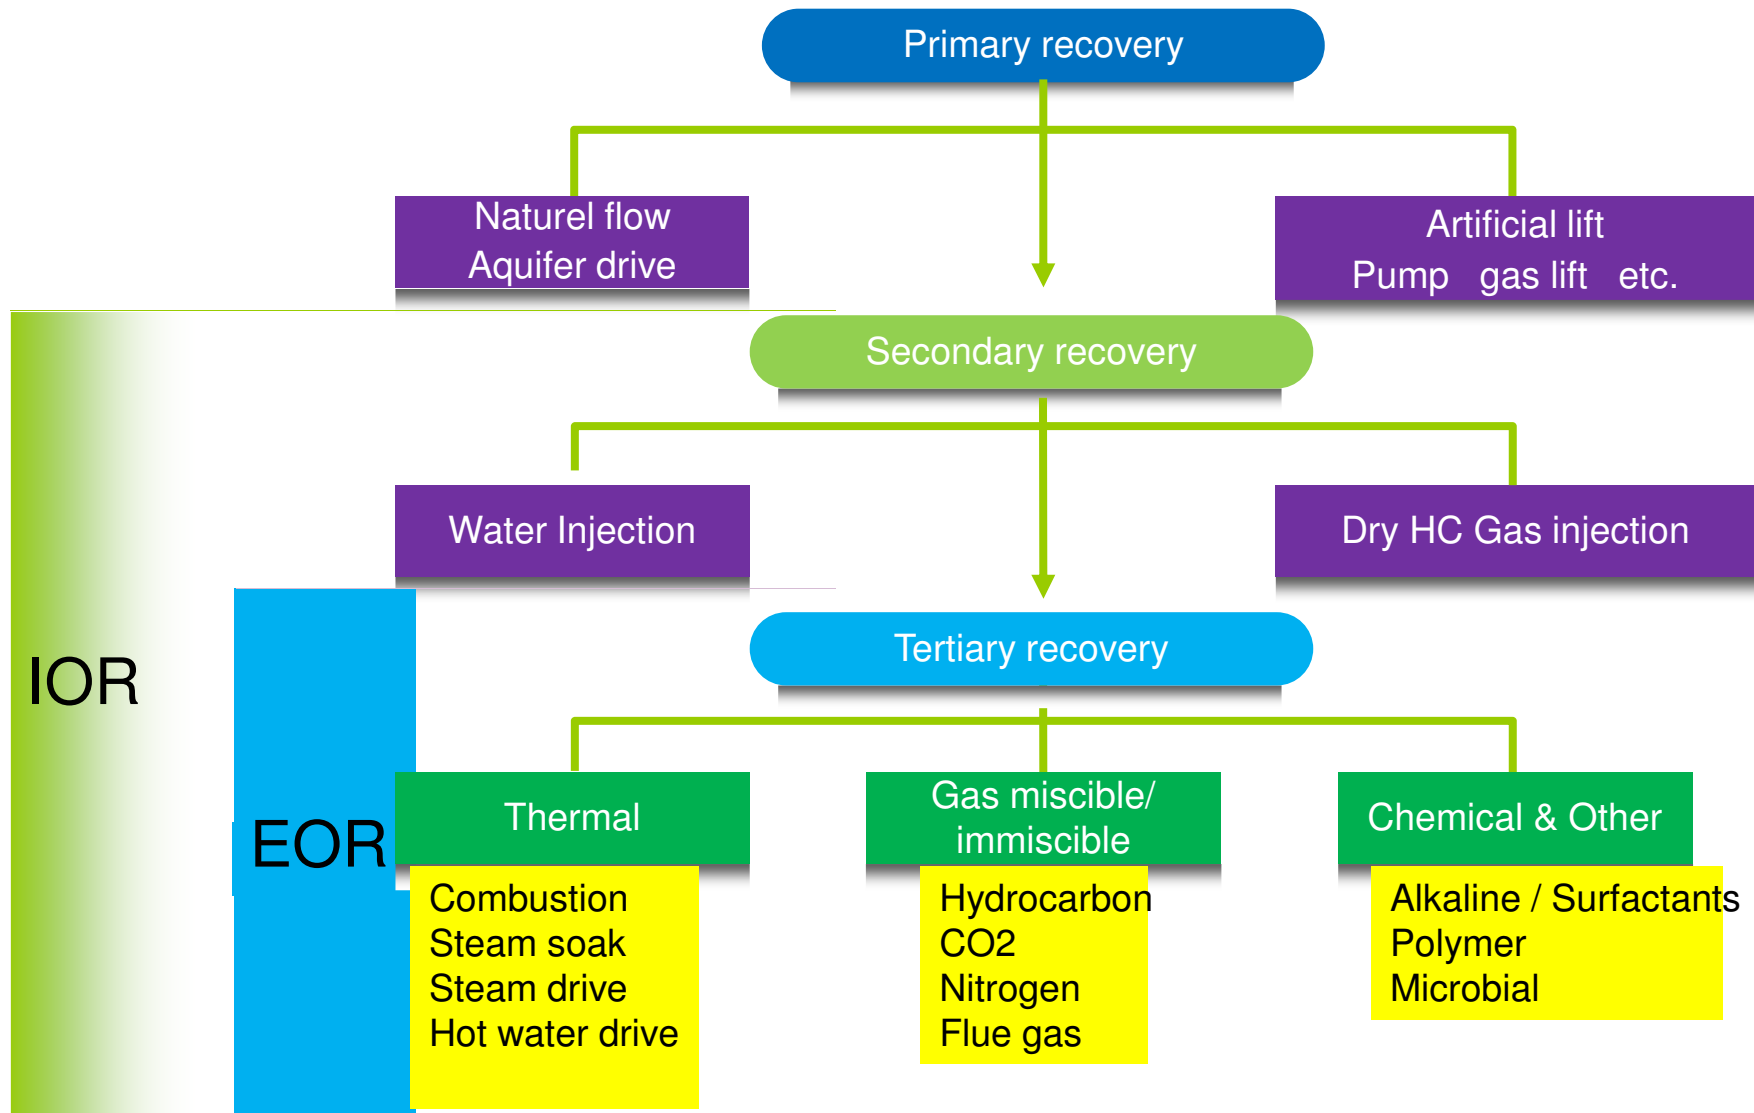 Primary recovery
Naturel flow
Aquifer drive
Artificial lift
Pump gas lift etc.
Secondary recovery
Water Injection
Dry HC Gas injection
Tertiary recovery
IOR
EOR
Thermal
Gas miscible/
immiscible
Chemical & Other
Combustion
Steam soak
Steam drive
Hot water drive
Hydrocarbon
CO2
Nitrogen
Flue gas
Alkaline / Surfactants
Polymer
Microbial